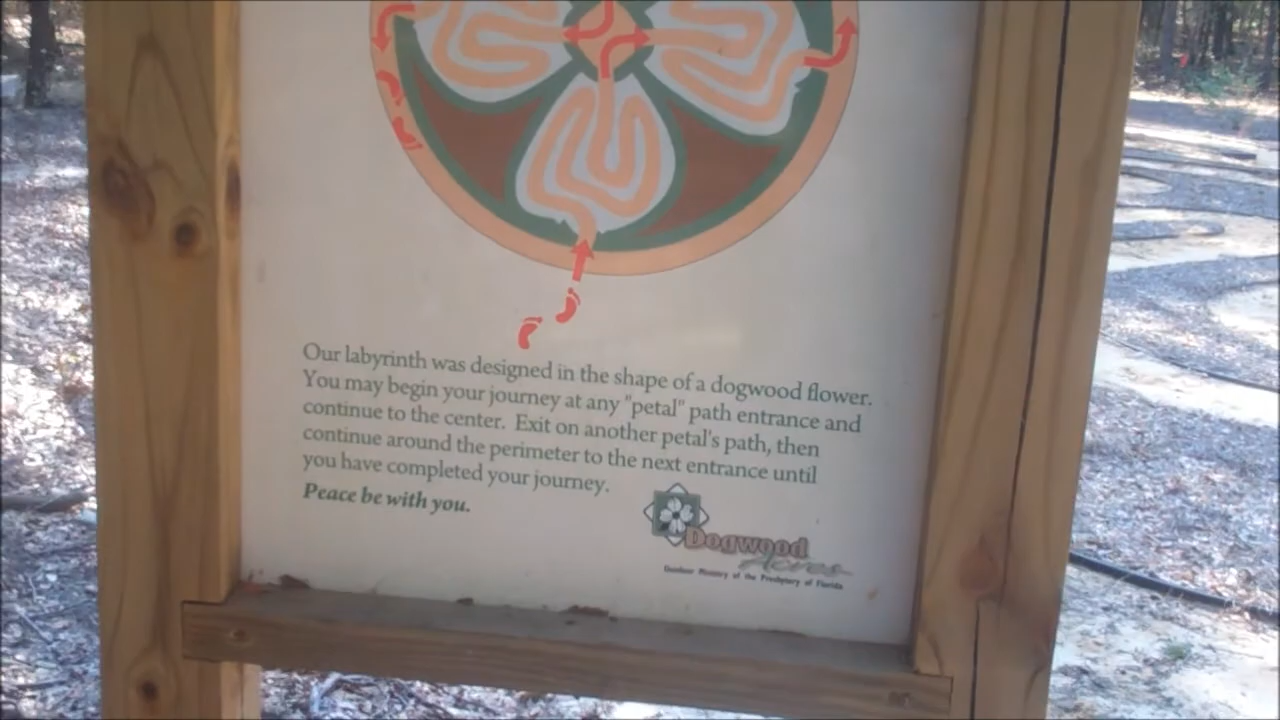 Our labyrinth was designed in the shape of a dogwood flower.
You may begin your journey at any "petal" path entrance and
continue to the center. Exit on another petal's path, then
continue around the perimeter to the next entrance until
you have completed your journey.
Peace be with you.
Dogwood
Acres
Outdoor Ministry of the Presbytery of Florida